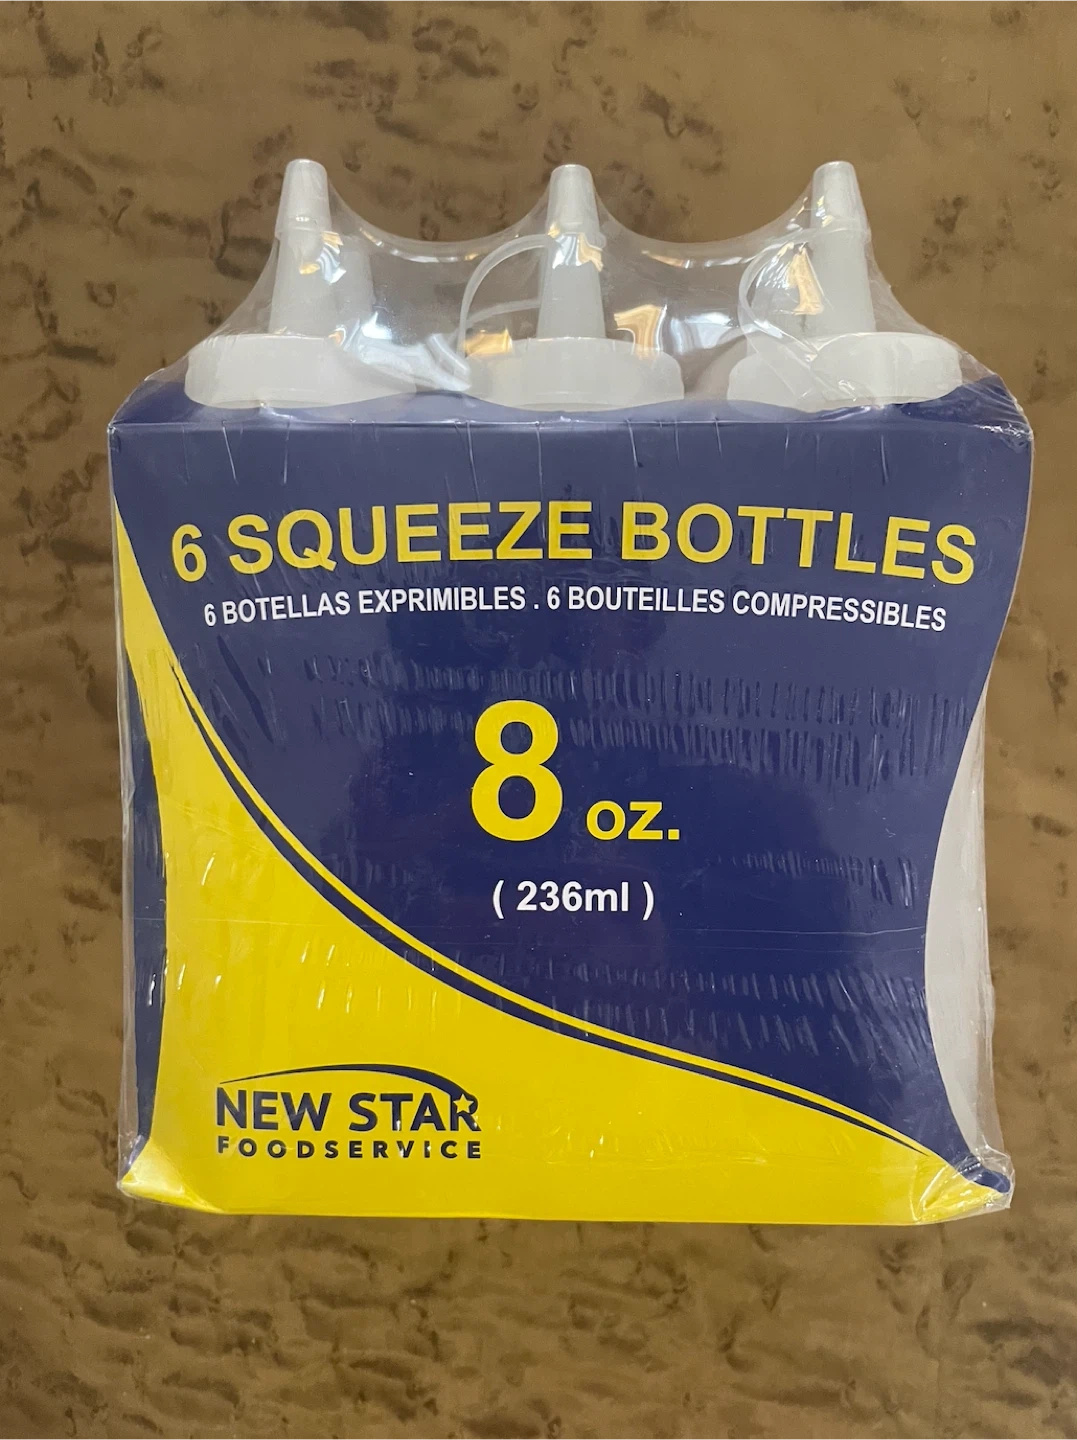 6 SQUEEZE BOTTLES
6 BOTELLAS EXPRIMIBLES . 6 BOUTEILLES COMPRESSIBLES
8 oz.
( 236ml )
NEW STAR
FOODSERVICE